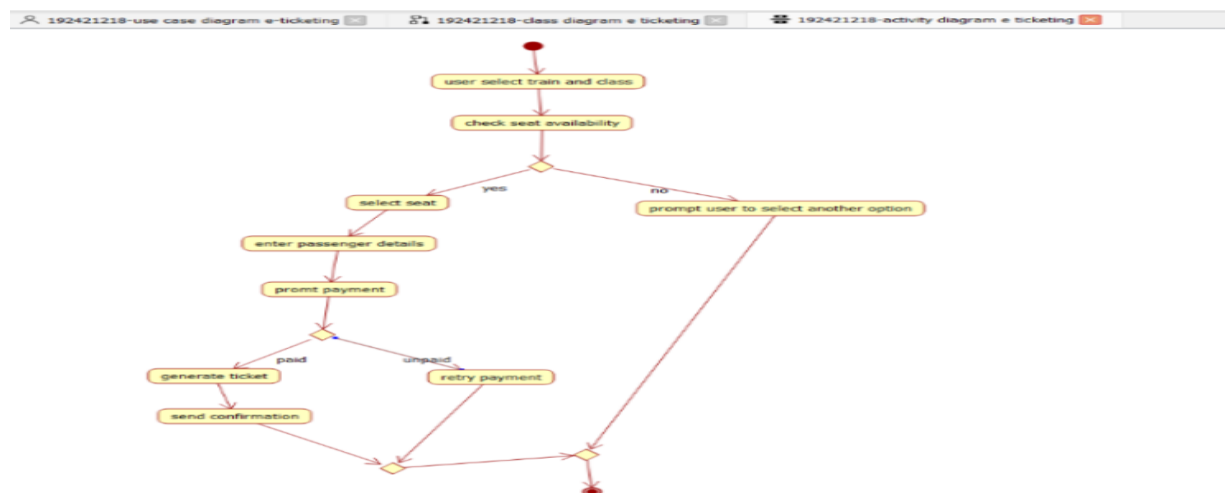 192421218-use case diagram e-ticketing
192421218-class diagram e ticketing
192421218-activity diagram e ticketing
user select train and class
check seat availability
yes
no
select seat
prompt user to select another option
enter passenger details
promt payment
paid
unpaid
generate ticket
retry payment
send confirmation